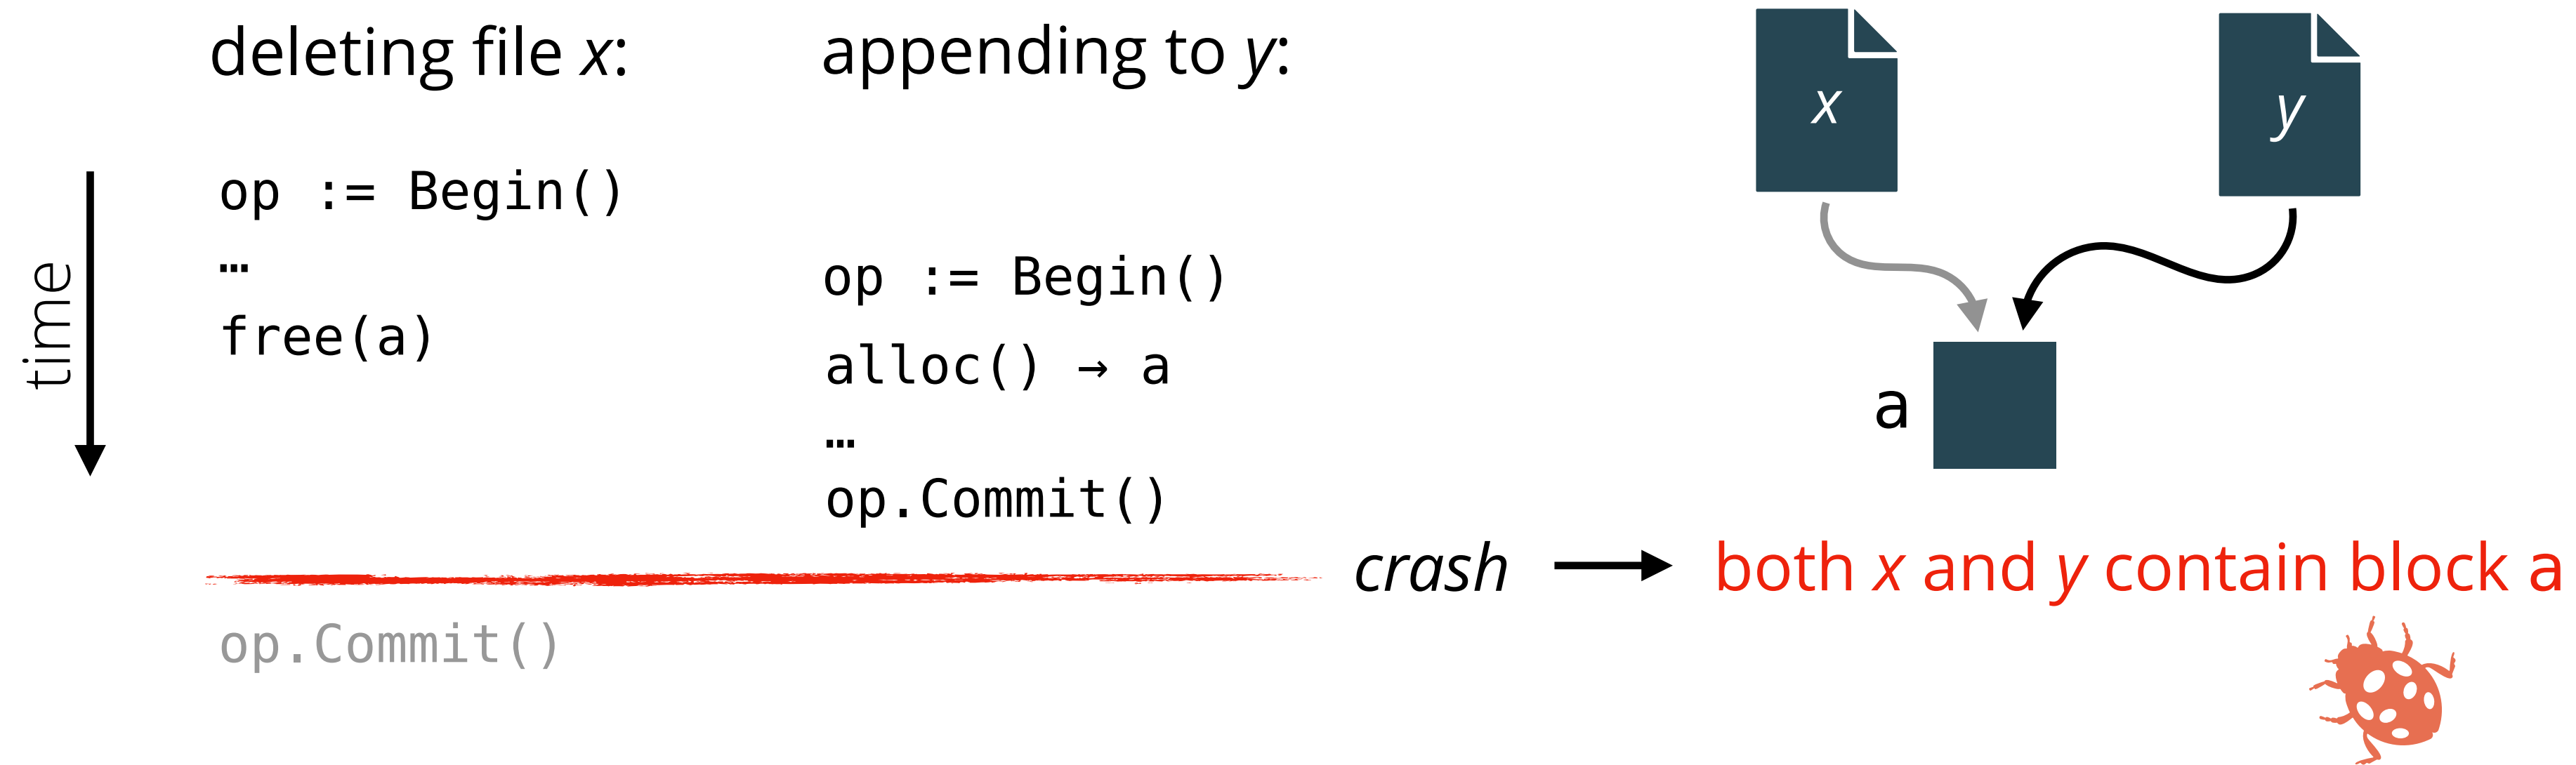 deleting file x:
appending to y:
time
op := Begin()
…
free(a)
op := Begin()
alloc() → a
…
op.Commit()
crash
op.Commit()
x
y
a
both x and y contain block a